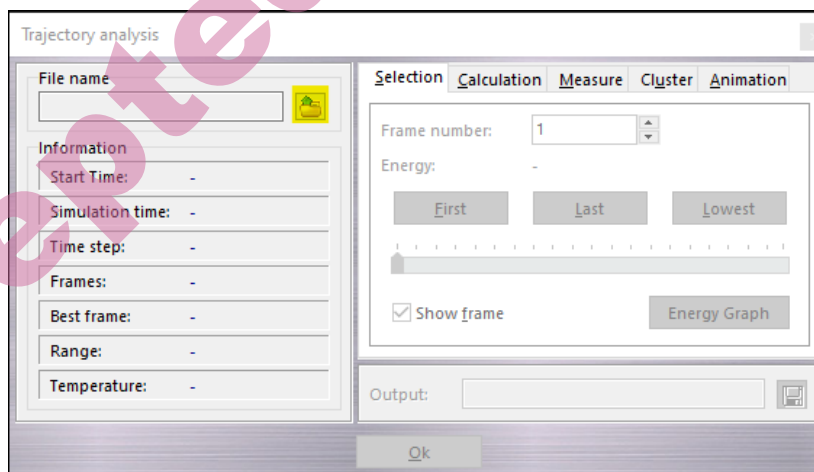 Trajectory analysis
File name
Information
Start Time: -
Simulation time: -
Time step: -
Frames: -
Best frame: -
Range: -
Temperature: -
Selection Calculation Measure Cluster Animation
Frame number: 1
Energy: -
First Last Lowest
Show frame Energy Graph
Output:
Ok
epted